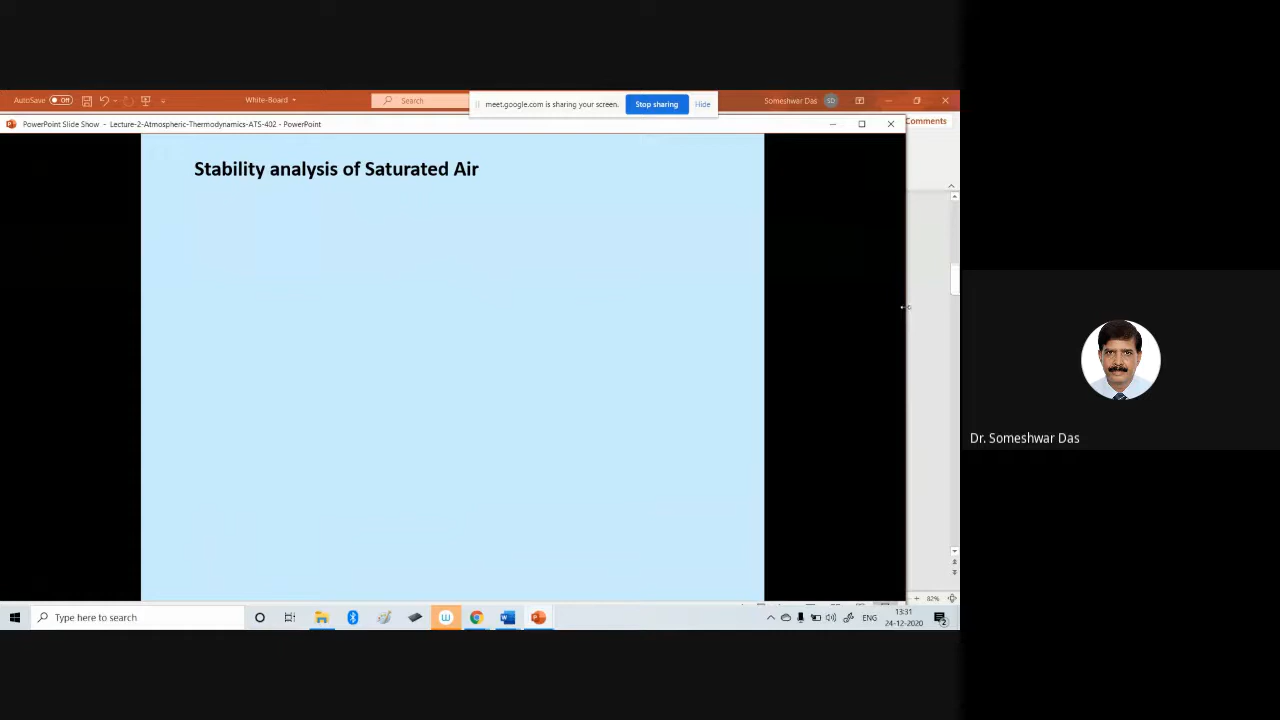 AutoSave Off
White-Board
Search
Someshwar Das SD
meet.google.com is sharing your screen.
Stop sharing
Hide
PowerPoint Slide Show - Lecture-2-Atmospheric-Thermodynamics-ATS-402 - PowerPoint
Comments
Stability analysis of Saturated Air
Dr. Someshwar Das
82%
Type here to search
ENG
13:31
24-12-2020
2